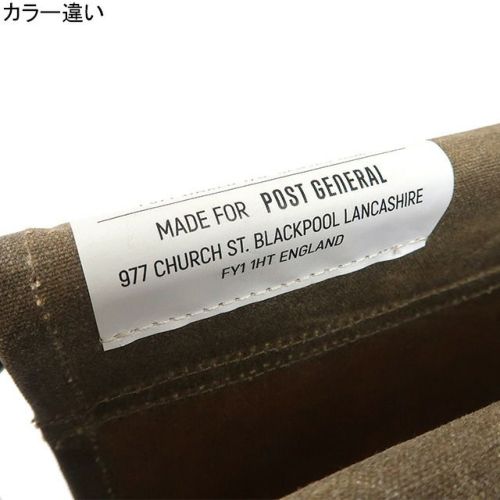 カラー違い
MADE FOR POST GENERAL
977 CHURCH ST. BLACKPOOL LANCASHIRE
FY1 1HT ENGLAND